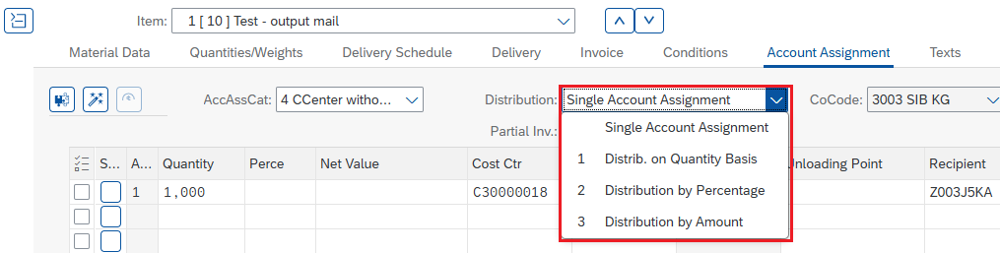 Item: 1 [ 10 ] Test - output mail
Material Data Quantities/Weights Delivery Schedule Delivery Invoice Conditions Account Assignment Texts
AccAssCat: 4 CCenter witho... Distribution: Single Account Assignment CoCode: 3003 SIB KG
Partial Inv.: Single Account Assignment
1 Distrib. on Quantity Basis
2 Distribution by Percentage
3 Distribution by Amount
S... A... Quantity Perce Net Value Cost Ctr Unloading Point Recipient
1 1,000 C30000018 Z003J5KA